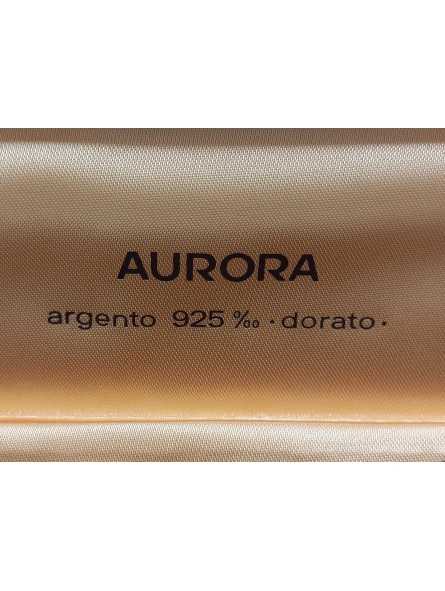 AURORA
argento 925 ‰ · dorato ·